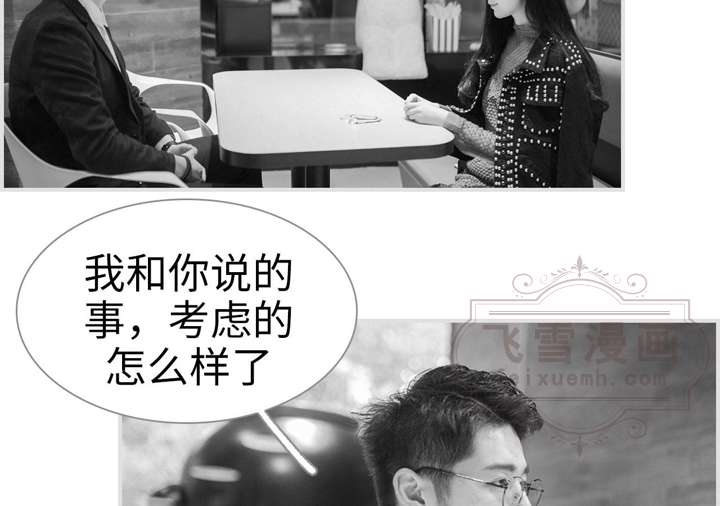 我和你说的
事，考虑的
怎么样了
飞雪漫画
feixuemh.com